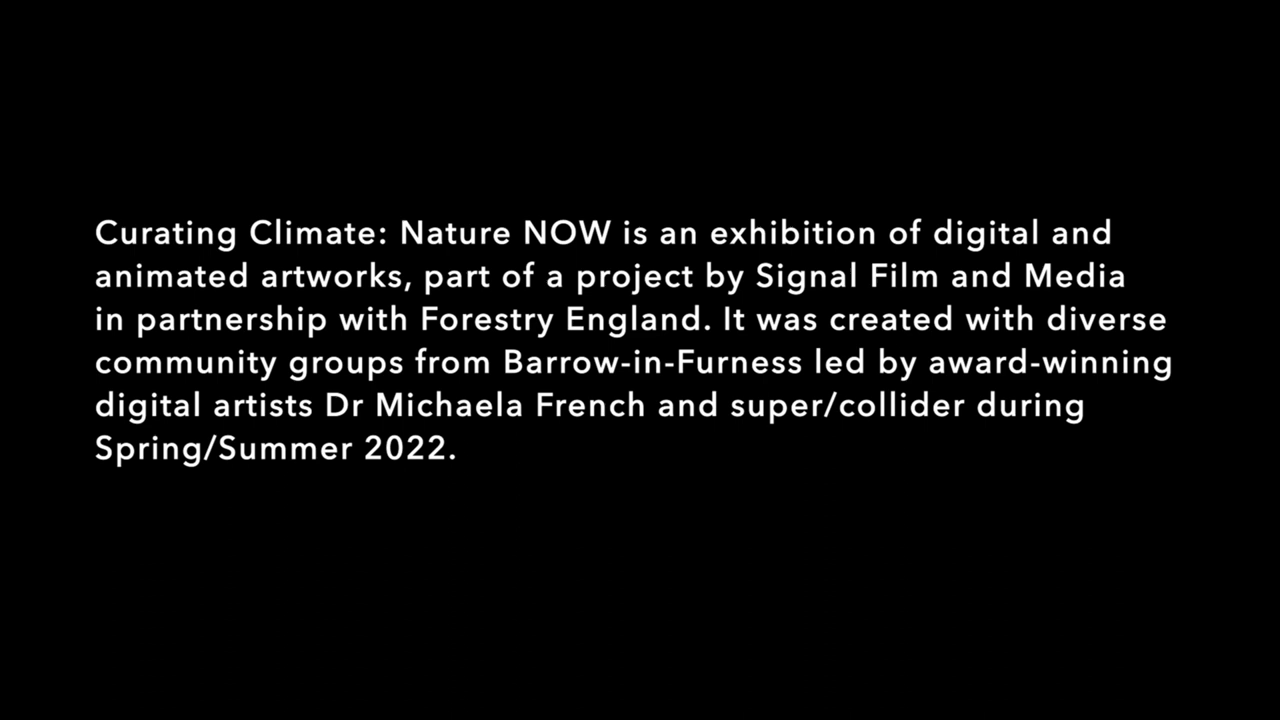 Curating Climate: Nature NOW is an exhibition of digital and
animated artworks, part of a project by Signal Film and Media
in partnership with Forestry England. It was created with diverse
community groups from Barrow-in-Furness led by award-winning
digital artists Dr Michaela French and super/collider during
Spring/Summer 2022.